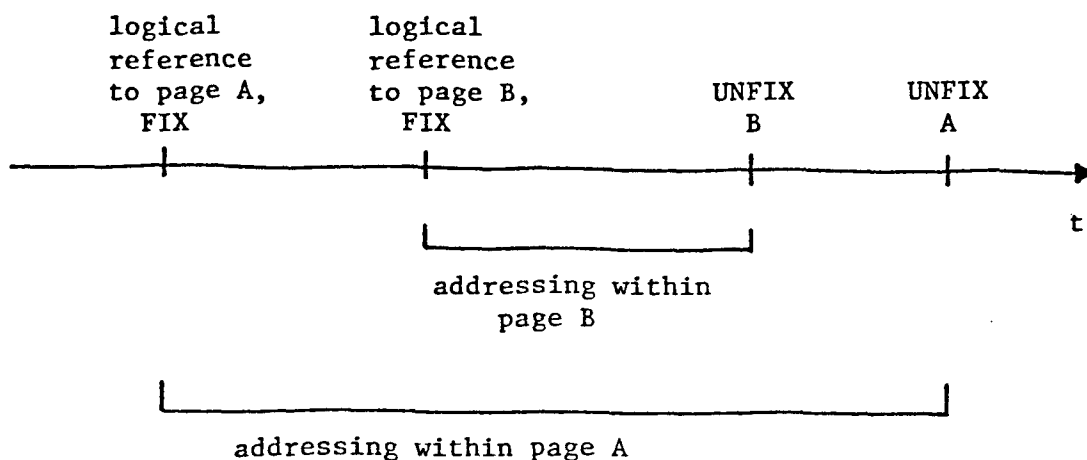 logical
reference
to page A,
FIX
logical
reference
to page B,
FIX
UNFIX
B
UNFIX
A
t
addressing within
page B
addressing within page A